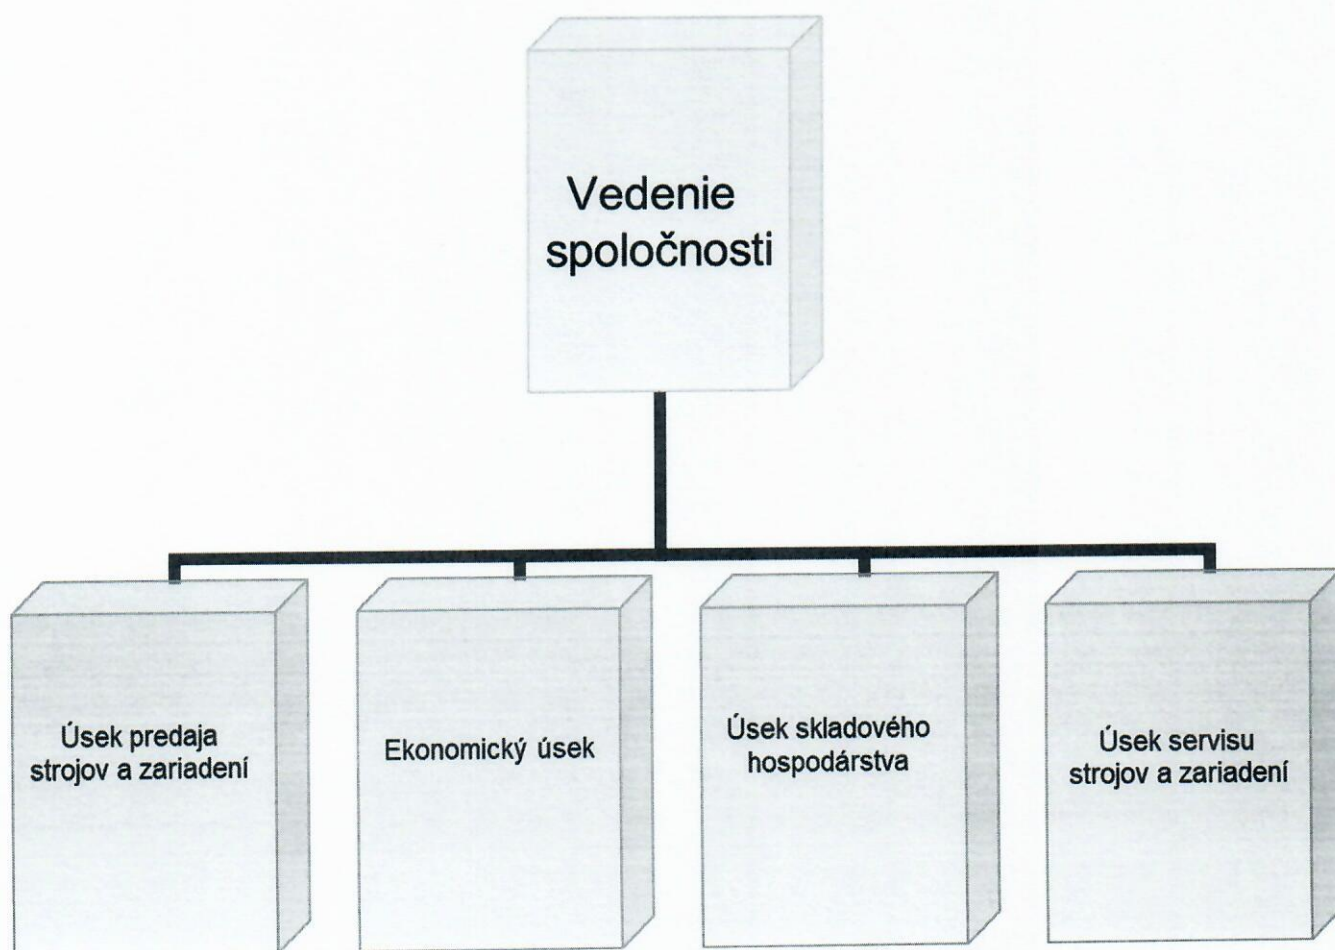 Vedenie
spoločnosti
Úsek predaja
strojov a zariadení
Ekonomický úsek
Úsek skladového
hospodárstva
Úsek servisu
strojov a zariadení